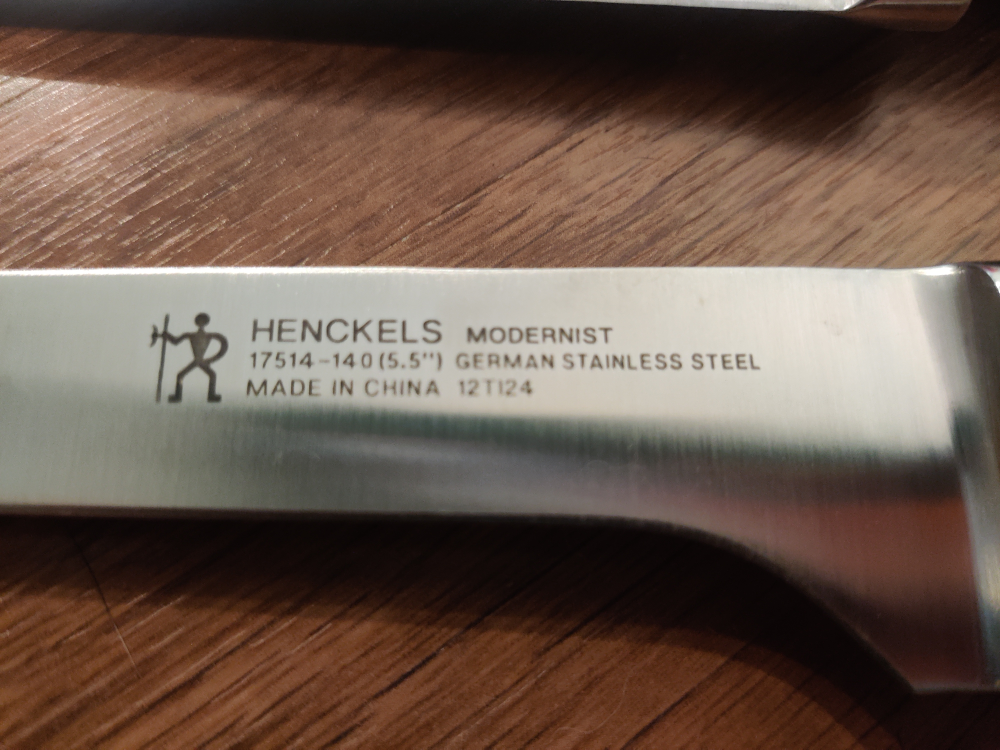 HENCKELS MODERNIST
17514-140 (5.5") GERMAN STAINLESS STEEL
MADE IN CHINA 12T124